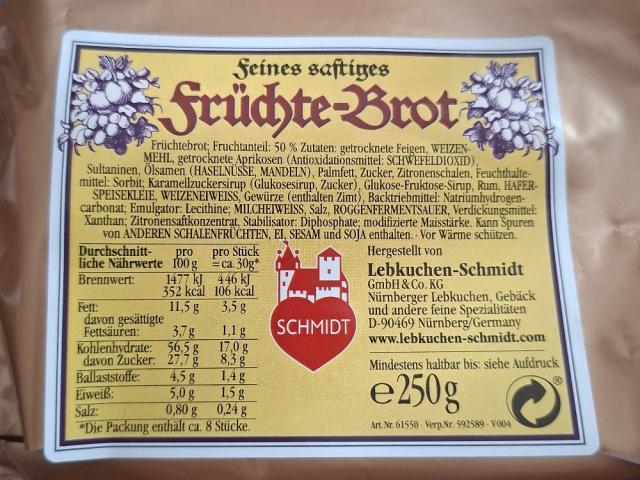 Feines saftiges
Früchte-Brot
Früchtebrot; Fruchtanteil: 50 % Zutaten: getrocknete Feigen, WEIZEN-
MEHL, getrocknete Aprikosen (Antioxidationsmittel: SCHWEFELDIOXID),
Sultaninen, Ölsamen (HASELNÜSSE, MANDELN), Palmfett, Zucker, Zitronenschalen, Feuchthalte-
mittel: Sorbit; Karamellzuckersirup (Glukosesirup, Zucker), Glukose-Fruktose-Sirup, Rum, HAFER-
SPEISEKLEIE, WEIZENEIWEISS, Gewürze (enthalten Zimt), Backtriebmittel: Natriumhydrogen-
carbonat; Emulgator: Lecithine; MILCHEIWEISS, Salz, ROGGENFERMENTSAUER, Verdickungsmittel:
Xanthan; Zitronensaftkonzentrat, Stabilisator: Diphosphate; modifizierte Maisstärke. Kann Spuren
von ANDEREN SCHALENFRÜCHTEN, EI, SESAM und SOJA enthalten. · Vor Wärme schützen.
Durchschnitt- pro pro Stück
liche Nährwerte 100 g = ca. 30g*
Brennwert: 1477 kJ 446 kJ
352 kcal 106 kcal
Fett: 11,5 g 3,5 g
davon gesättigte
Fettsäuren: 3,7 g 1,1 g
Kohlenhydrate: 56,5 g 17,0 g
davon Zucker: 27,7 g 8,3 g
Ballaststoffe: 4,5 g 1,4 g
Eiweiß: 5,0 g 1,5 g
Salz: 0,80 g 0,24 g
*Die Packung enthält ca. 8 Stücke.
SCHMIDT
Hergestellt von
Lebkuchen-Schmidt
GmbH & Co. KG
Nürnberger Lebkuchen, Gebäck
und andere feine Spezialitäten
D-90469 Nürnberg/Germany
www.lebkuchen-schmidt.com
Mindestens haltbar bis: siehe Aufdruck
e250g
®
Art. Nr. 61550 · Verp.Nr. 592589 · V004